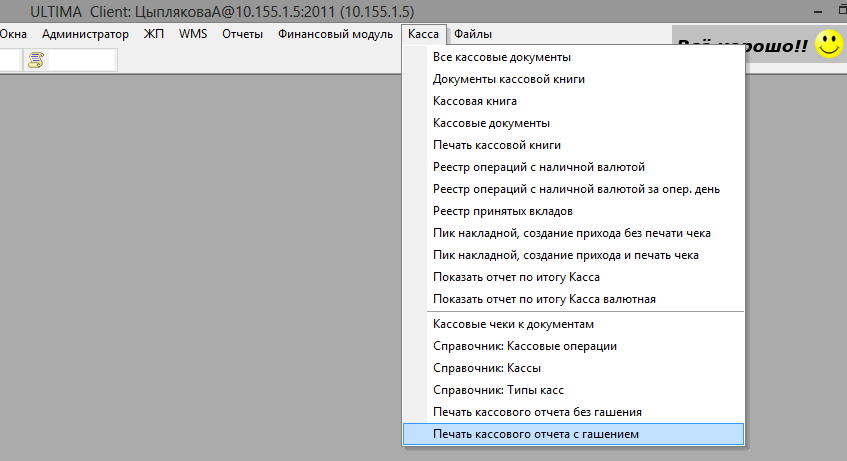 ULTIMA Client: ЦыпляковаА@10.155.1.5:2011 (10.155.1.5)
Окна Администратор ЖП WMS Отчеты Финансовый модуль Касса Файлы
Всё хорошо!!
Все кассовые документы
Документы кассовой книги
Кассовая книга
Кассовые документы
Печать кассовой книги
Реестр операций с наличной валютой
Реестр операций с наличной валютой за опер. день
Реестр принятых вкладов
Пик накладной, создание прихода без печати чека
Пик накладной, создание прихода и печать чека
Показать отчет по итогу Касса
Показать отчет по итогу Касса валютная
Кассовые чеки к документам
Справочник: Кассовые операции
Справочник: Кассы
Справочник: Типы касс
Печать кассового отчета без гашения
Печать кассового отчета с гашением